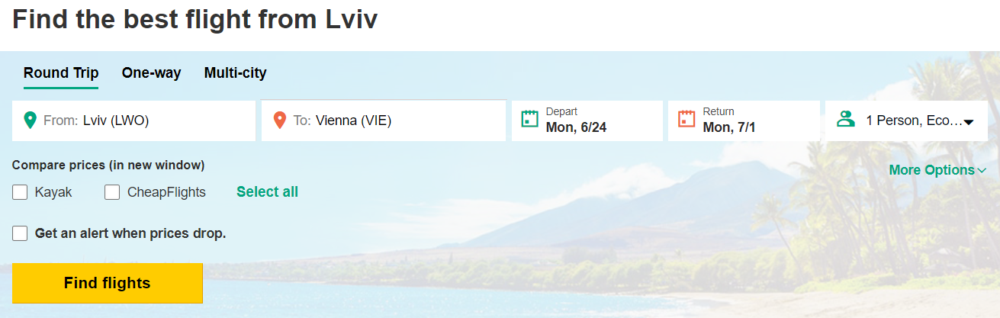 Find the best flight from Lviv
Round Trip One-way Multi-city
From: Lviv (LWO) To: Vienna (VIE) Depart Mon, 6/24 Return Mon, 7/1 1 Person, Eco...
Compare prices (in new window)
More Options
Kayak CheapFlights Select all
Get an alert when prices drop.
Find flights